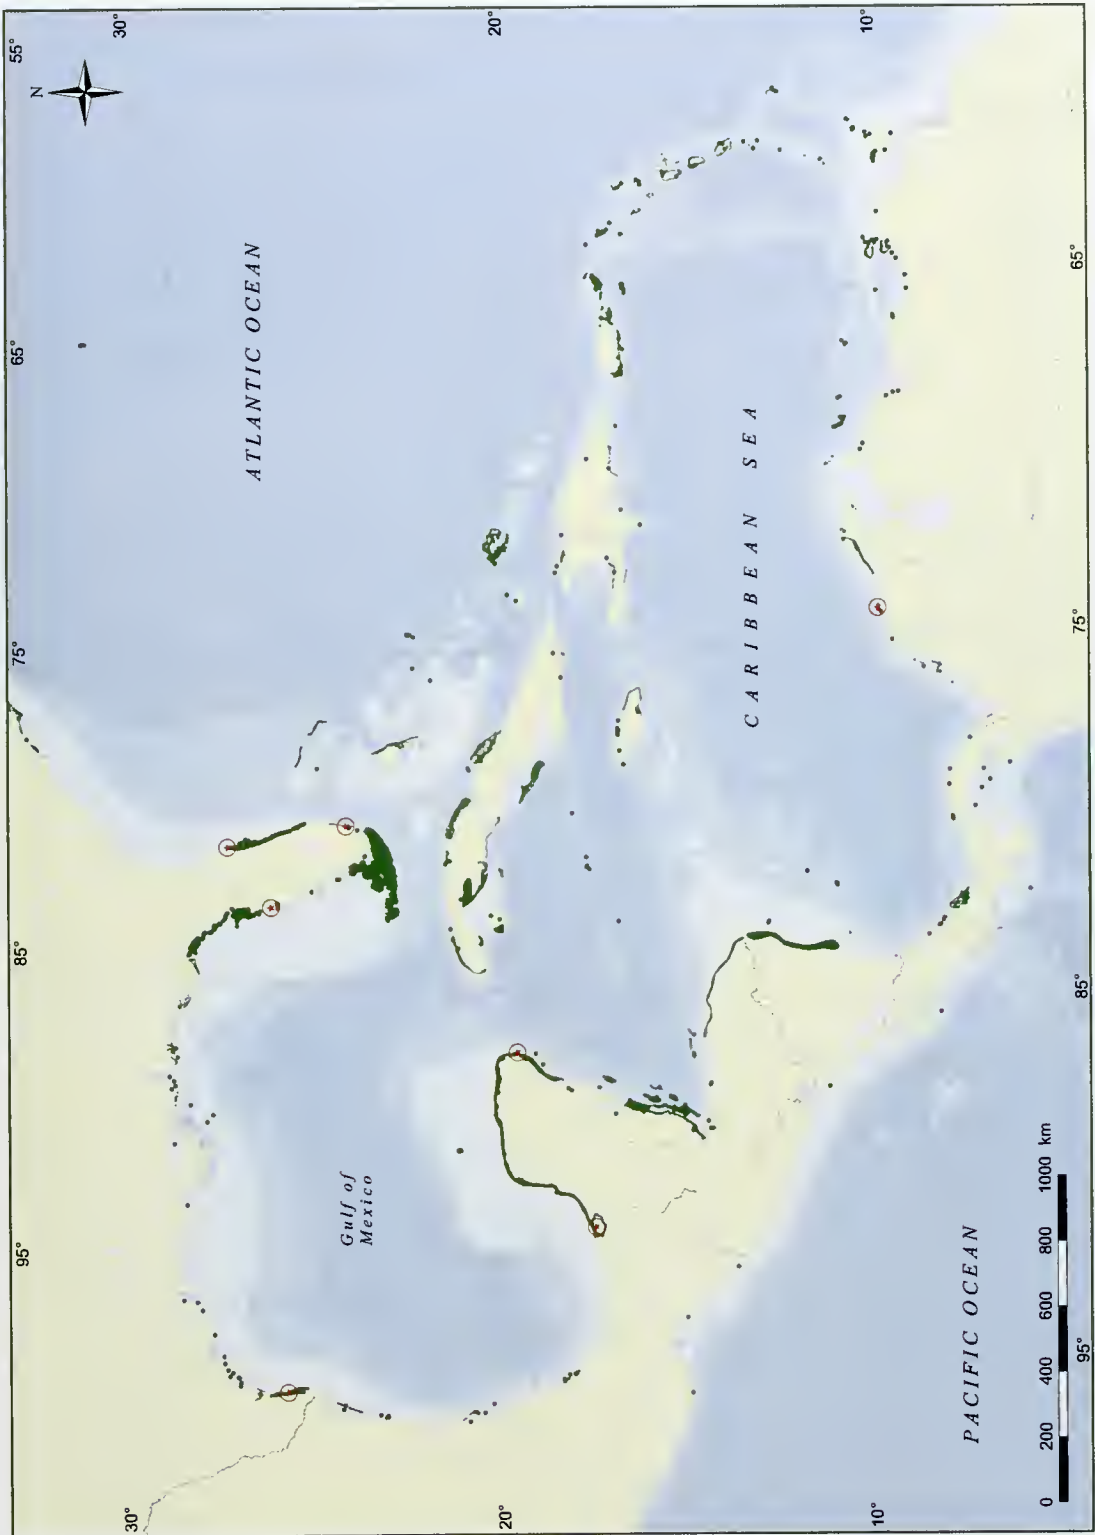 95° 85° 75° 65° 55°
N
30° 30°
ATLANTIC OCEAN
Gulf of
Mexico
20° 20°
CARIBBEAN SEA
10° 10°
PACIFIC OCEAN
0 200 400 600 800 1000 km
95° 85° 75° 65°